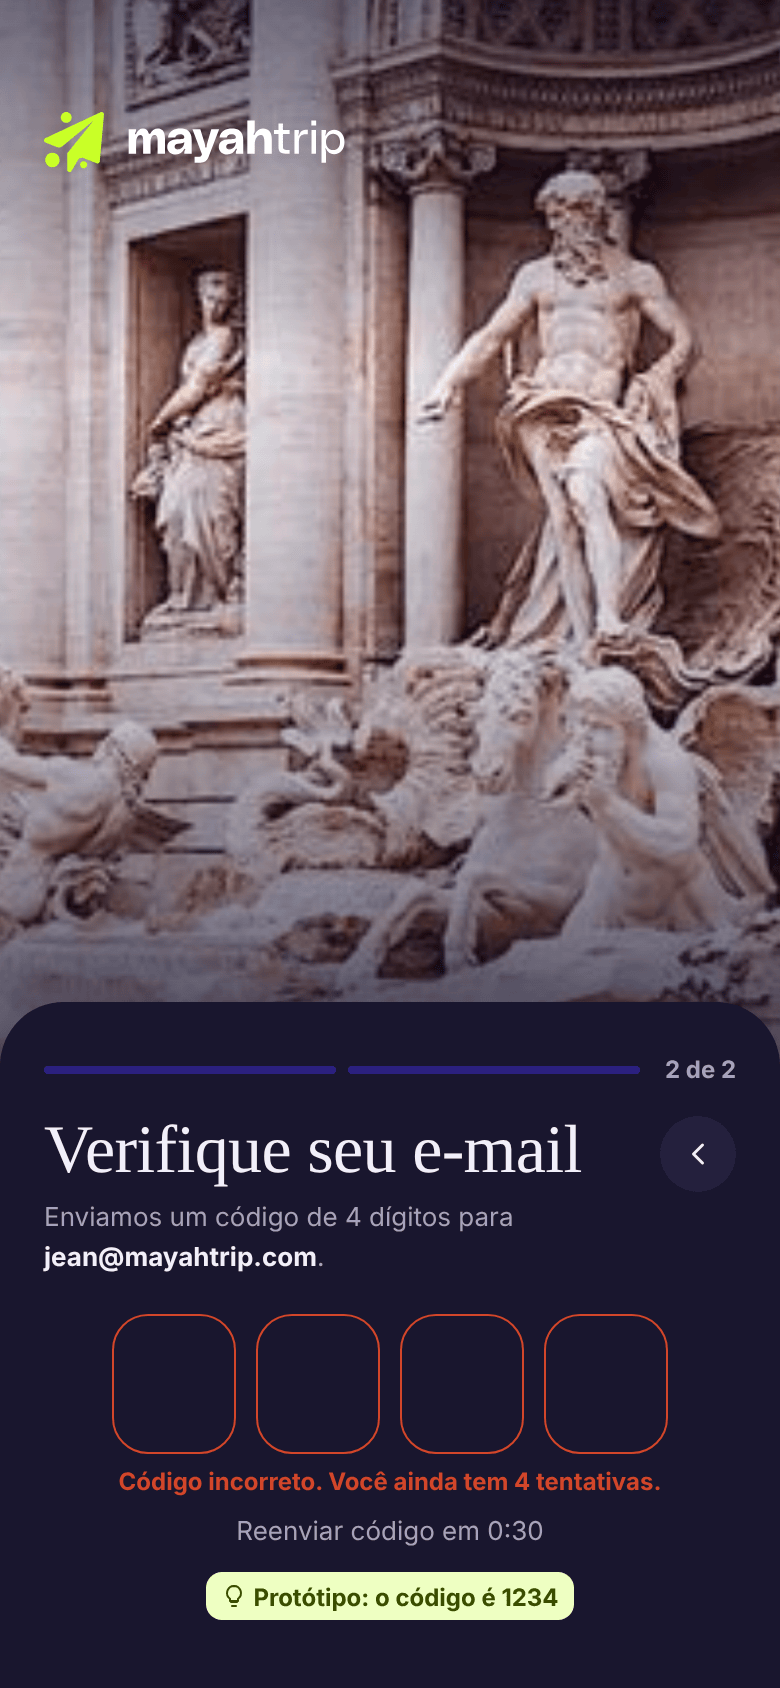 mayahtrip
2 de 2
Verifique seu e-mail
Enviamos um código de 4 dígitos para
jean@mayahtrip.com.
Código incorreto. Você ainda tem 4 tentativas.
Reenviar código em 0:30
Protótipo: o código é 1234